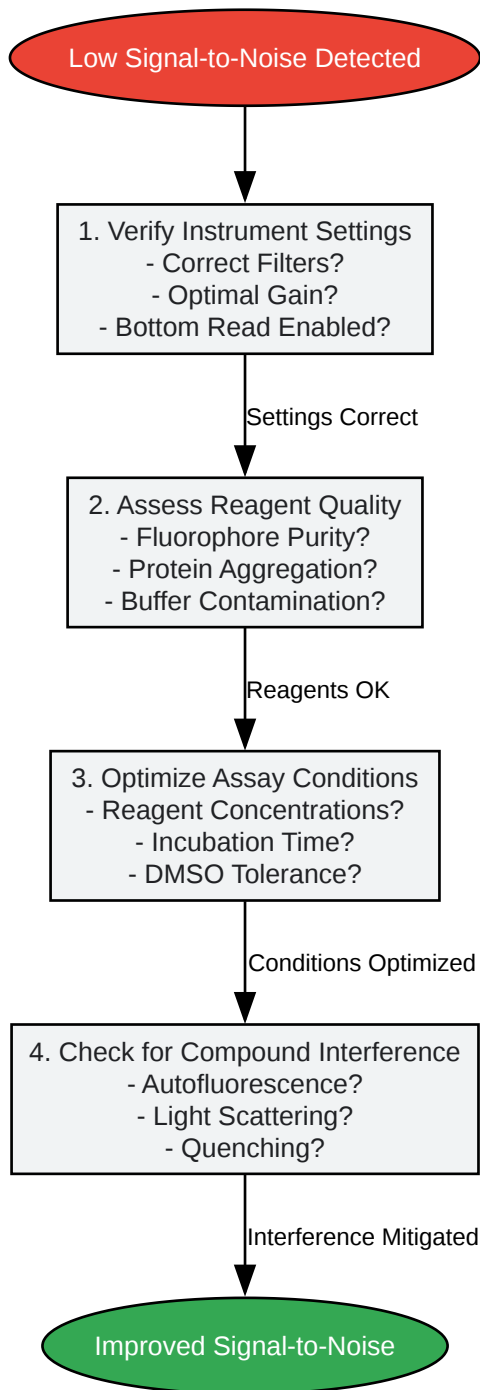 Low Signal-to-Noise Detected
1. Verify Instrument Settings
- Correct Filters?
- Optimal Gain?
- Bottom Read Enabled?
Settings Correct
2. Assess Reagent Quality
- Fluorophore Purity?
- Protein Aggregation?
- Buffer Contamination?
Reagents OK
3. Optimize Assay Conditions
- Reagent Concentrations?
- Incubation Time?
- DMSO Tolerance?
Conditions Optimized
4. Check for Compound Interference
- Autofluorescence?
- Light Scattering?
- Quenching?
Interference Mitigated
Improved Signal-to-Noise